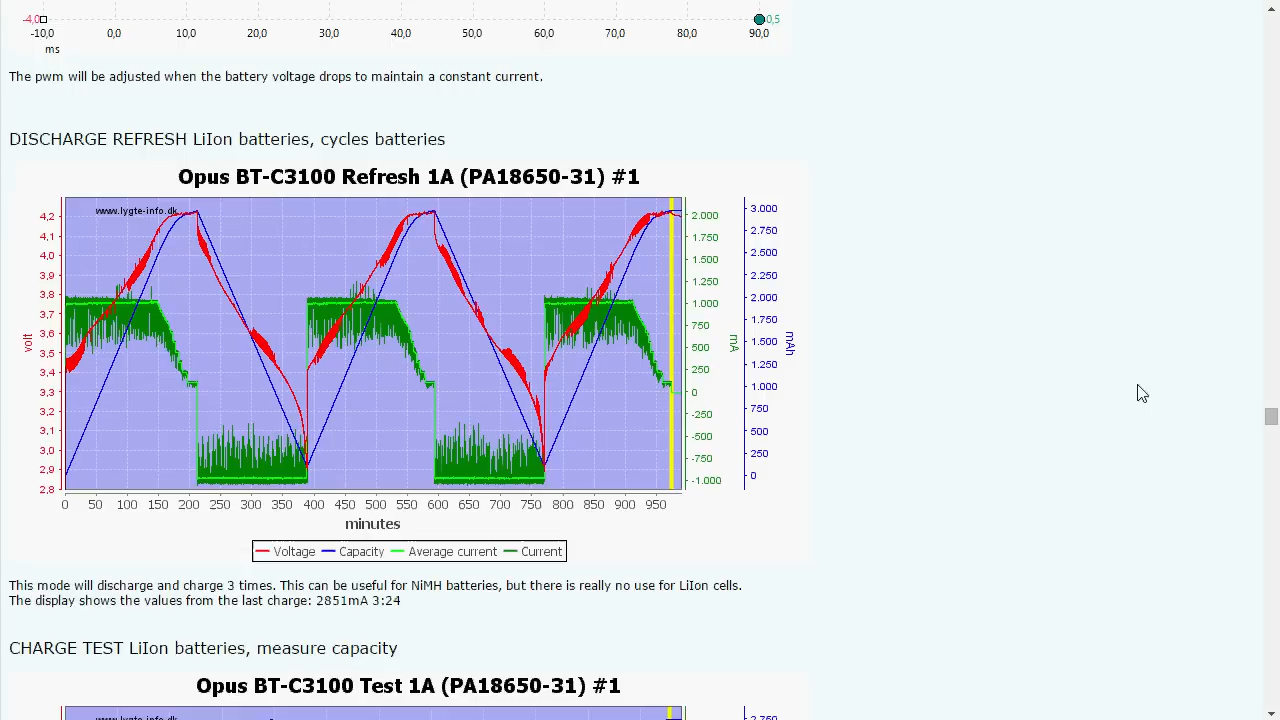 -4,0 0,5
-10,0 0,0 10,0 20,0 30,0 40,0 50,0 60,0 70,0 80,0 90,0
ms
The pwm will be adjusted when the battery voltage drops to maintain a constant current.
DISCHARGE REFRESH LiIon batteries, cycles batteries
Opus BT-C3100 Refresh 1A (PA18650-31) #1
www.lygte-info.dk
4,2
4,1
4,0
3,9
3,8
3,7
3,6
3,5
3,4
3,3
3,2
3,1
3,0
2,9
2,8
volt
2.000
1.750
1.500
1.250
1.000
750
500
250
0
-250
-500
-750
-1.000
mA
3.000
2.750
2.500
2.250
2.000
1.750
1.500
1.250
1.000
750
500
250
0
mAh
0 50 100 150 200 250 300 350 400 450 500 550 600 650 700 750 800 850 900 950
minutes
Voltage Capacity Average current Current
This mode will discharge and charge 3 times. This can be useful for NiMH batteries, but there is really no use for LiIon cells.
The display shows the values from the last charge: 2851mA 3:24
CHARGE TEST LiIon batteries, measure capacity
Opus BT-C3100 Test 1A (PA18650-31) #1
www.lygte-info.dk
2.750